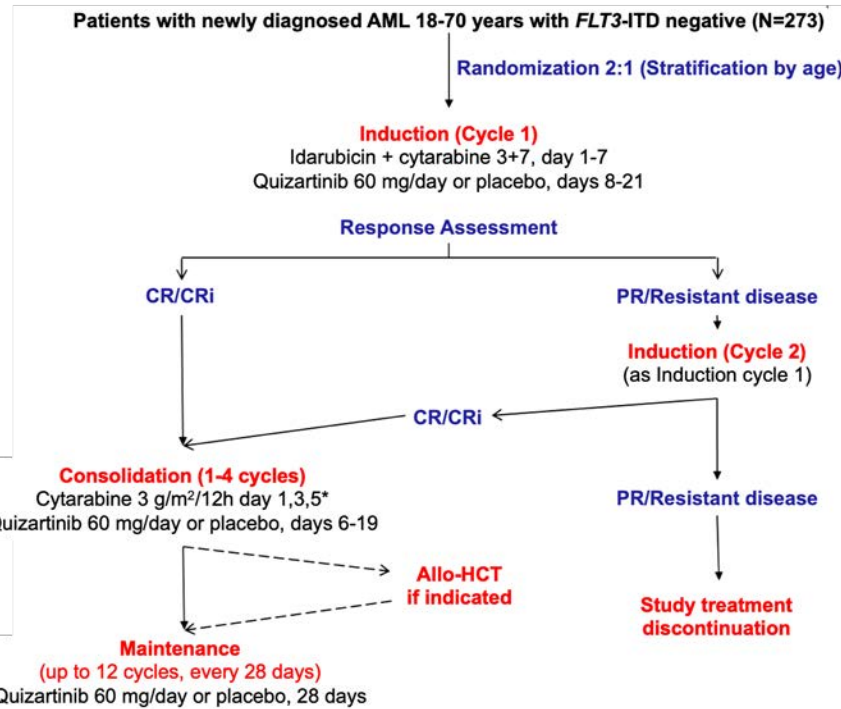 Patients with newly diagnosed AML 18-70 years with FLT3-ITD negative (N=273)
Randomization 2:1 (Stratification by age)
Induction (Cycle 1)
Idarubicin + cytarabine 3+7, day 1-7
Quizartinib 60 mg/day or placebo, days 8-21
Response Assessment
CR/CRi
PR/Resistant disease
Induction (Cycle 2)
(as Induction cycle 1)
CR/CRi
Consolidation (1-4 cycles)
Cytarabine 3 g/m²/12h day 1,3,5*
Quizartinib 60 mg/day or placebo, days 6-19
PR/Resistant disease
Allo-HCT
if indicated
Study treatment
discontinuation
Maintenance
(up to 12 cycles, every 28 days)
Quizartinib 60 mg/day or placebo, 28 days